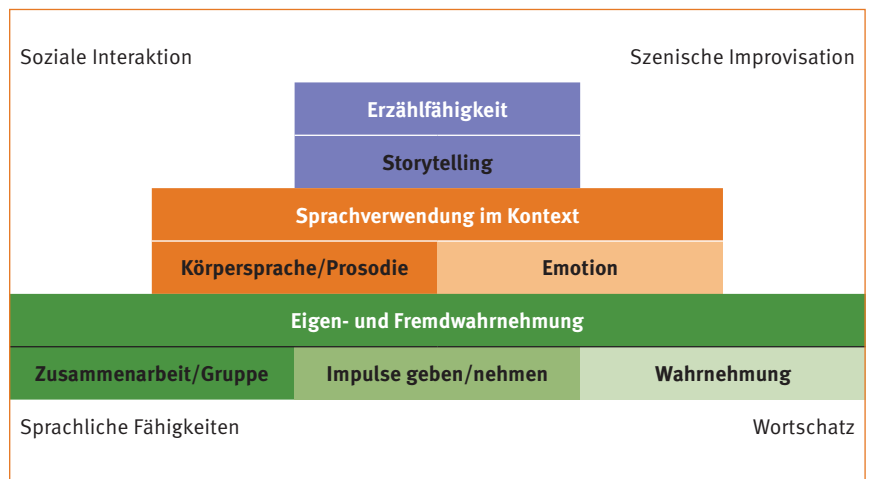 Soziale Interaktion
Szenische Improvisation
Erzählfähigkeit
Storytelling
Sprachverwendung im Kontext
Körpersprache/Prosodie
Emotion
Eigen- und Fremdwahrnehmung
Zusammenarbeit/Gruppe
Impulse geben/nehmen
Wahrnehmung
Sprachliche Fähigkeiten
Wortschatz